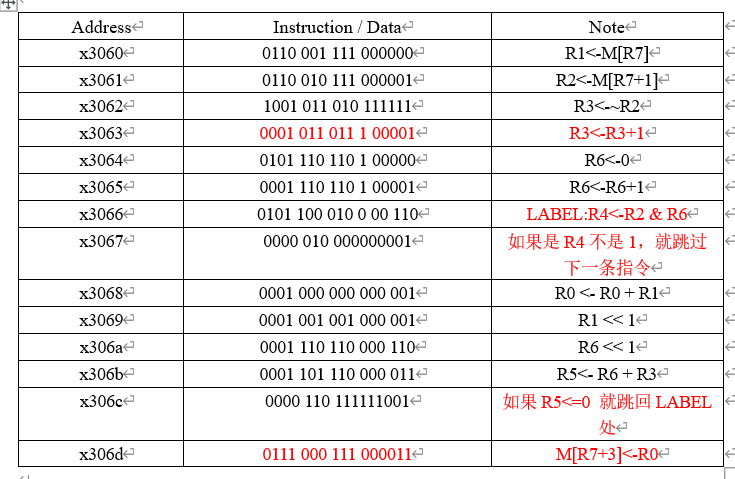 Address Instruction / Data Note
x3060 0110 001 111 000000 R1<-M[R7]
x3061 0110 010 111 000001 R2<-M[R7+1]
x3062 1001 011 010 111111 R3<-~R2
x3063 0001 011 011 1 00001 R3<-R3+1
x3064 0101 110 110 1 00000 R6<-0
x3065 0001 110 110 1 00001 R6<-R6+1
x3066 0101 100 010 0 00 110 LABEL:R4<-R2 & R6
x3067 0000 010 000000001 如果是 R4 不是 1，就跳过
下一条指令
x3068 0001 000 000 000 001 R0 <- R0 + R1
x3069 0001 001 001 000 001 R1 << 1
x306a 0001 110 110 000 110 R6 << 1
x306b 0001 101 110 000 011 R5<- R6 + R3
x306c 0000 110 111111001 如果 R5<=0 就跳回 LABEL
处
x306d 0111 000 111 000011 M[R7+3]<-R0